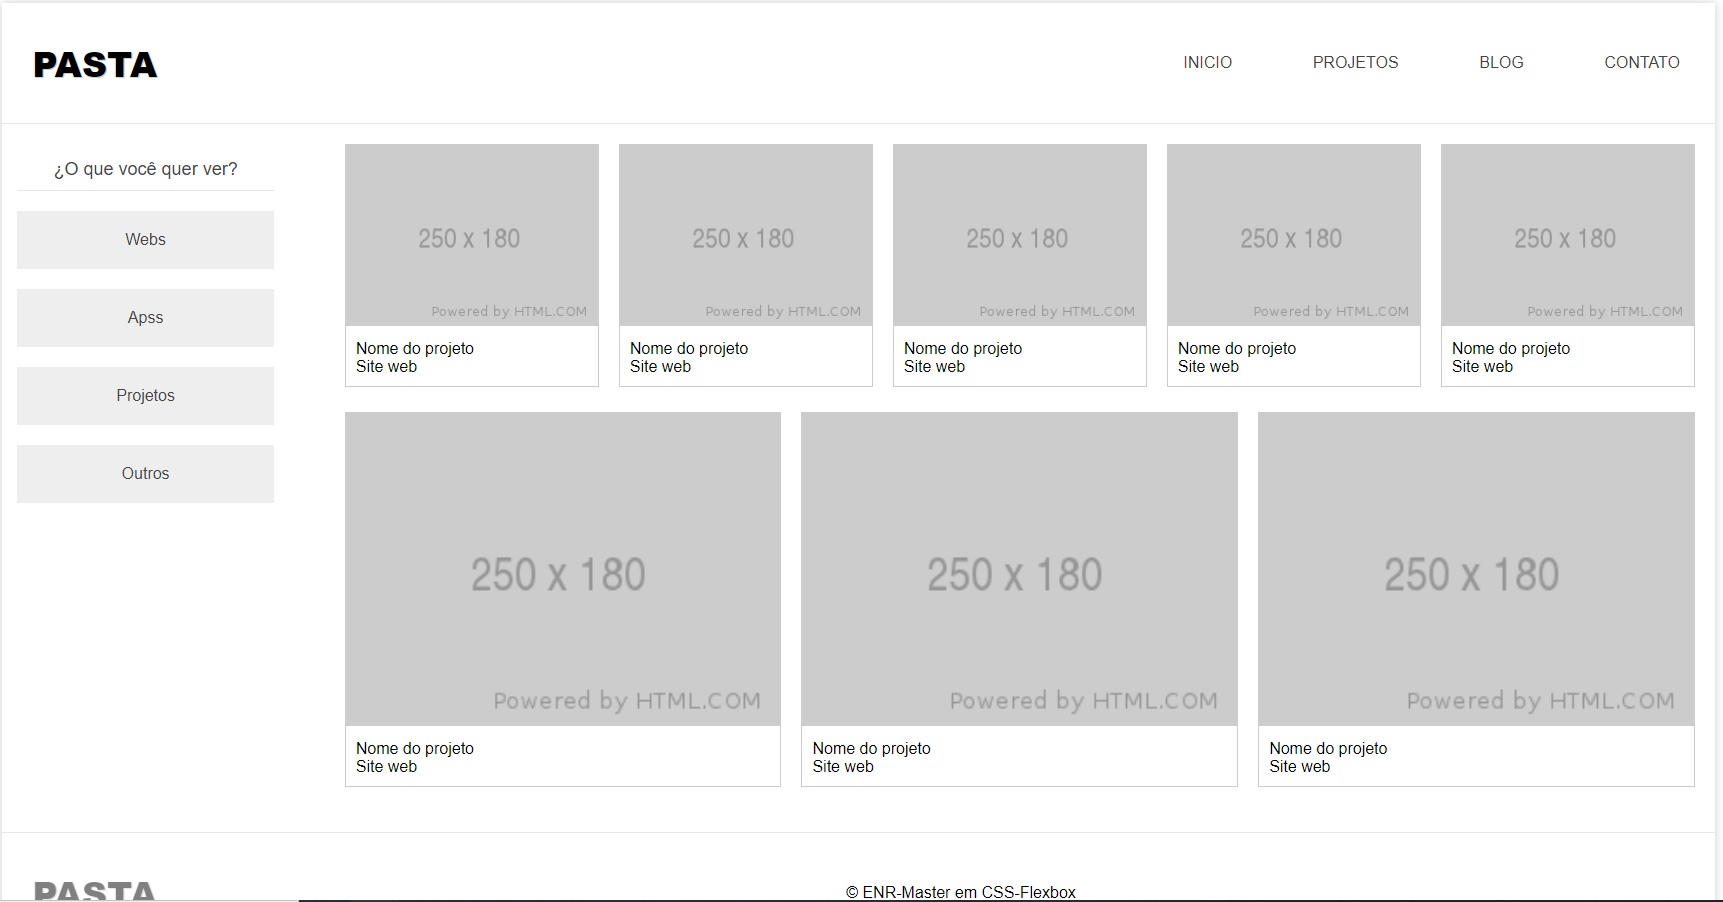 PASTA
INICIO PROJETOS BLOG CONTATO
¿O que você quer ver?
Webs
Apss
Projetos
Outros
250 x 180
Powered by HTML.COM
Nome do projeto
Site web
250 x 180
Powered by HTML.COM
Nome do projeto
Site web
250 x 180
Powered by HTML.COM
Nome do projeto
Site web
250 x 180
Powered by HTML.COM
Nome do projeto
Site web
250 x 180
Powered by HTML.COM
Nome do projeto
Site web
250 x 180
Powered by HTML.COM
Nome do projeto
Site web
250 x 180
Powered by HTML.COM
Nome do projeto
Site web
250 x 180
Powered by HTML.COM
Nome do projeto
Site web
PASTA
© ENR-Master em CSS-Flexbox